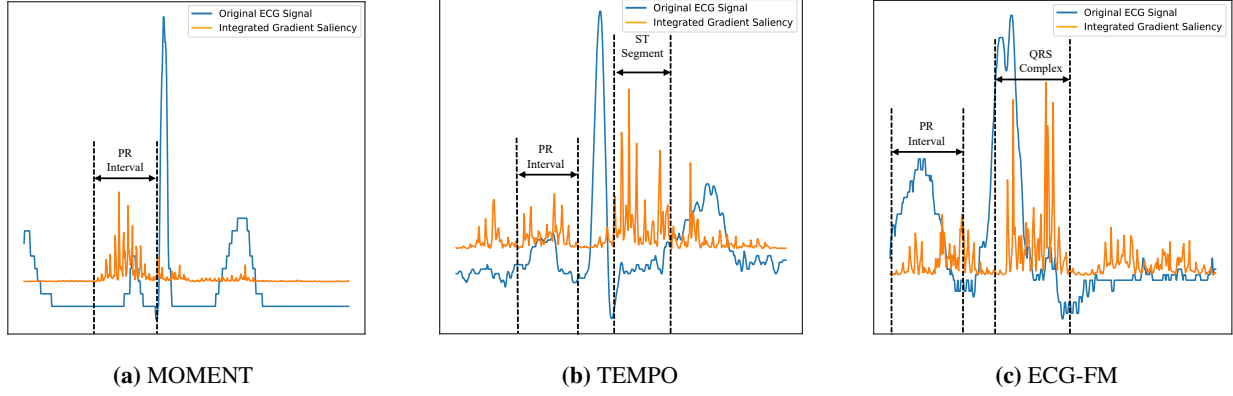 Original ECG Signal
Integrated Gradient Saliency
PR
Interval
(a) MOMENT
Original ECG Signal
Integrated Gradient Saliency
ST
Segment
PR
Interval
(b) TEMPO
Original ECG Signal
Integrated Gradient Saliency
QRS
Complex
PR
Interval
(c) ECG-FM